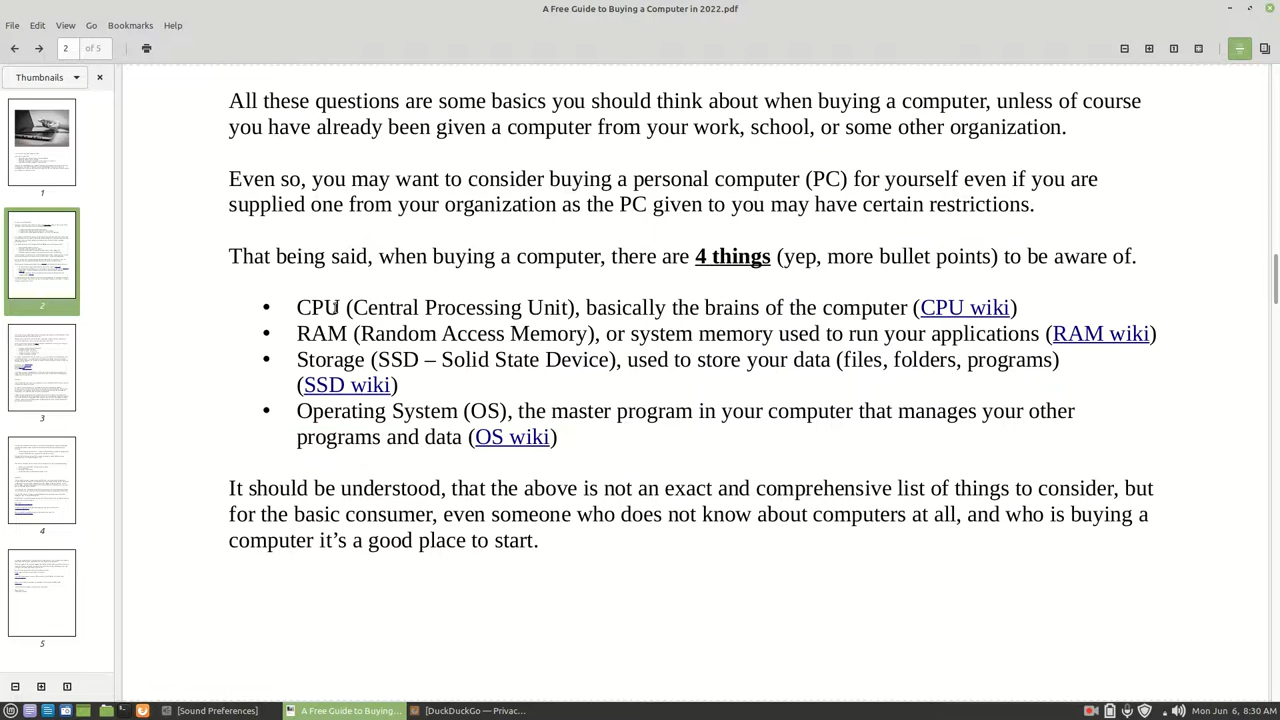 A Free Guide to Buying a Computer in 2022.pdf
File Edit View Go Bookmarks Help
2 of 5
Thumbnails
1
2
3
4
5
All these questions are some basics you should think about when buying a computer, unless of course
you have already been given a computer from your work, school, or some other organization.
Even so, you may want to consider buying a personal computer (PC) for yourself even if you are
supplied one from your organization as the PC given to you may have certain restrictions.
That being said, when buying a computer, there are 4 things (yep, more bullet points) to be aware of.
• CPU (Central Processing Unit), basically the brains of the computer (CPU wiki)
• RAM (Random Access Memory), or system memory used to run your applications (RAM wiki)
• Storage (SSD – Solid State Device), used to store your data (files, folders, programs)
(SSD wiki)
• Operating System (OS), the master program in your computer that manages your other
programs and data (OS wiki)
It should be understood, that the above is not an exact and comprehensive list of things to consider, but
for the basic consumer, even someone who does not know about computers at all, and who is buying a
computer it’s a good place to start.
[Sound Preferences] A Free Guide to Buying... [DuckDuckGo — Privac... Mon Jun 6, 8:30 AM